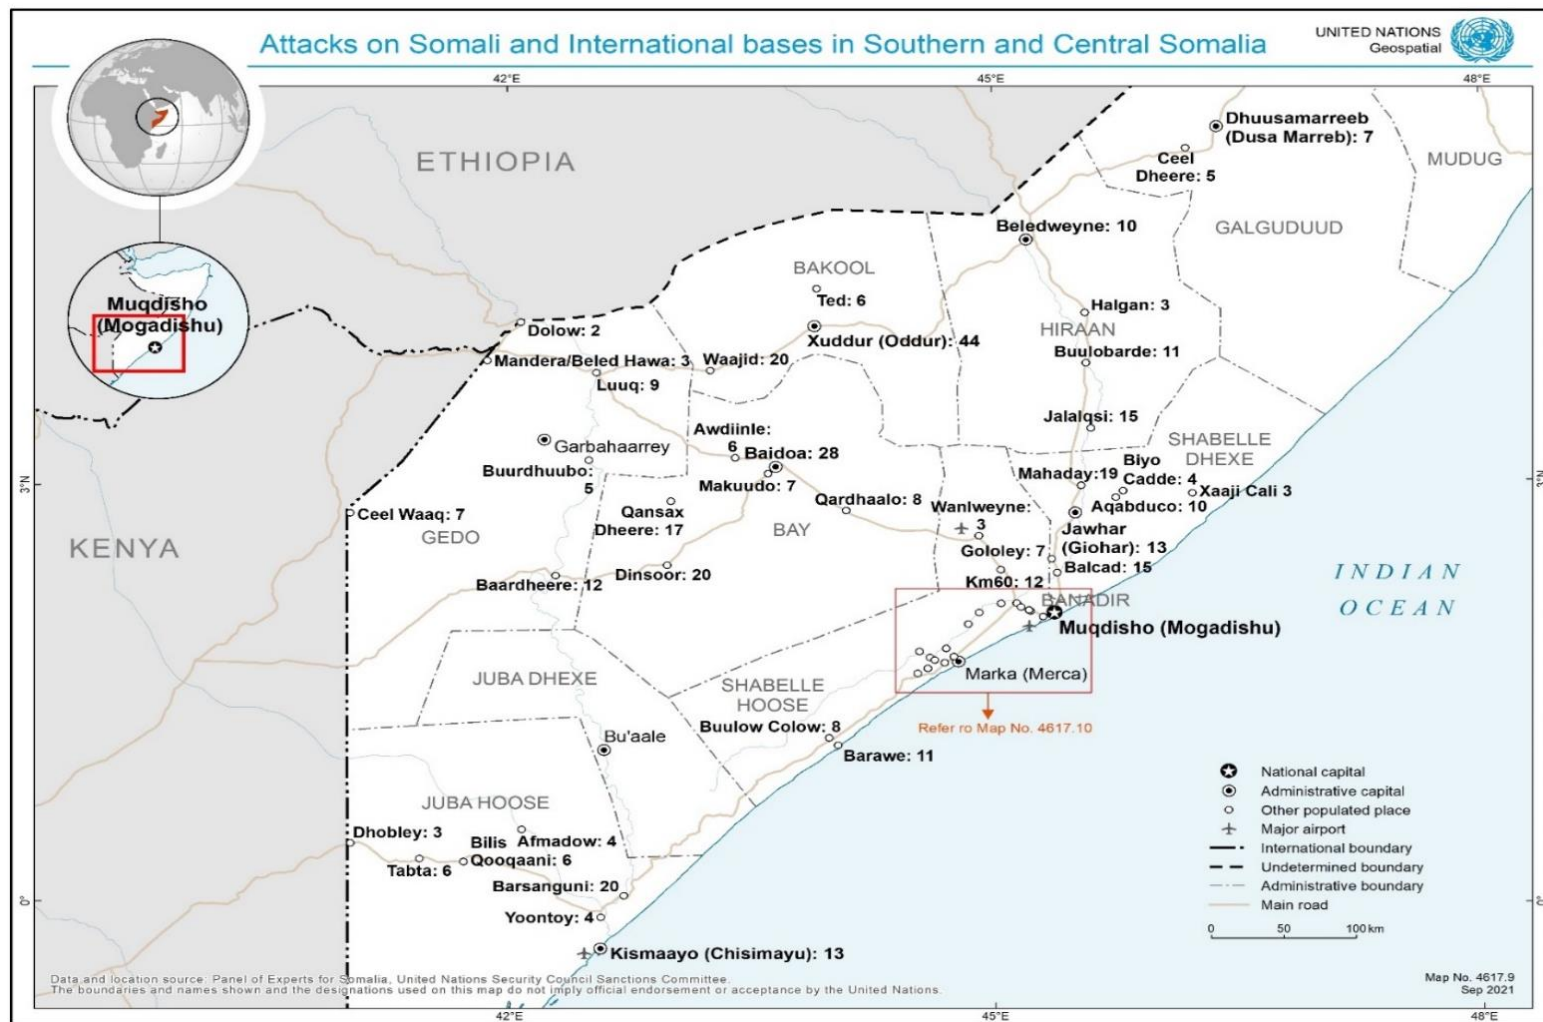 Attacks on Somali and International bases in Southern and Central Somalia
UNITED NATIONS
Geospatial
42°E
45°E
48°E
ETHIOPIA
Dhuusamarreeb
(Dusa Marreb): 7
Ceel
Dheere: 5
MUDUG
GALGUDUUD
Beledweyne: 10
BAKOOL
Ted: 6
Muqdisho
(Mogadishu)
Dolow: 2
Xuddur (Oddur): 44
Halgan: 3
HIRAAN
Buulobarde: 11
Mandera/Beled Hawa: 3
Waajid: 20
Luuq: 9
Jalalqsi: 15
Awdiinle:
6
Baidoa: 28
Garbahaarrey
SHABELLE
DHEXE
Buurdhuubo:
5
Makuudo: 7
Mahaday:19
Biyo
Cadde: 4
Xaaji Cali 3
3°N
3°N
Qansax
Dheere: 17
Qardhaalo: 8
Wanlweyne:
3
Aqabduco: 10
Ceel Waaq: 7
GEDO
BAY
Jawhar
(Giohar): 13
KENYA
Gololey: 7
Balcad: 15
Baardheere: 12
Dinsoor: 20
Km60: 12
INDIAN
OCEAN
BANADIR
Muqdisho (Mogadishu)
JUBA DHEXE
SHABELLE
HOOSE
Marka (Merca)
Buulow Colow: 8
Refer ro Map No. 4617.10
Bu'aale
Barawe: 11
JUBA HOOSE
Dhobley: 3
Bilis
Qooqaani: 6
Afmadow: 4
Tabta: 6
Barsanguni: 20
Yoontoy: 4
Kismaayo (Chisimayu): 13
National capital
Administrative capital
Other populated place
Major airport
International boundary
Undetermined boundary
Administrative boundary
Main road
0°
0°
0 50 100 km
Data and location source: Panel of Experts for Somalia, United Nations Security Council Sanctions Committee.
The boundaries and names shown and the designations used on this map do not imply official endorsement or acceptance by the United Nations.
Map No. 4617.9
Sep 2021
42°E
45°E
48°E